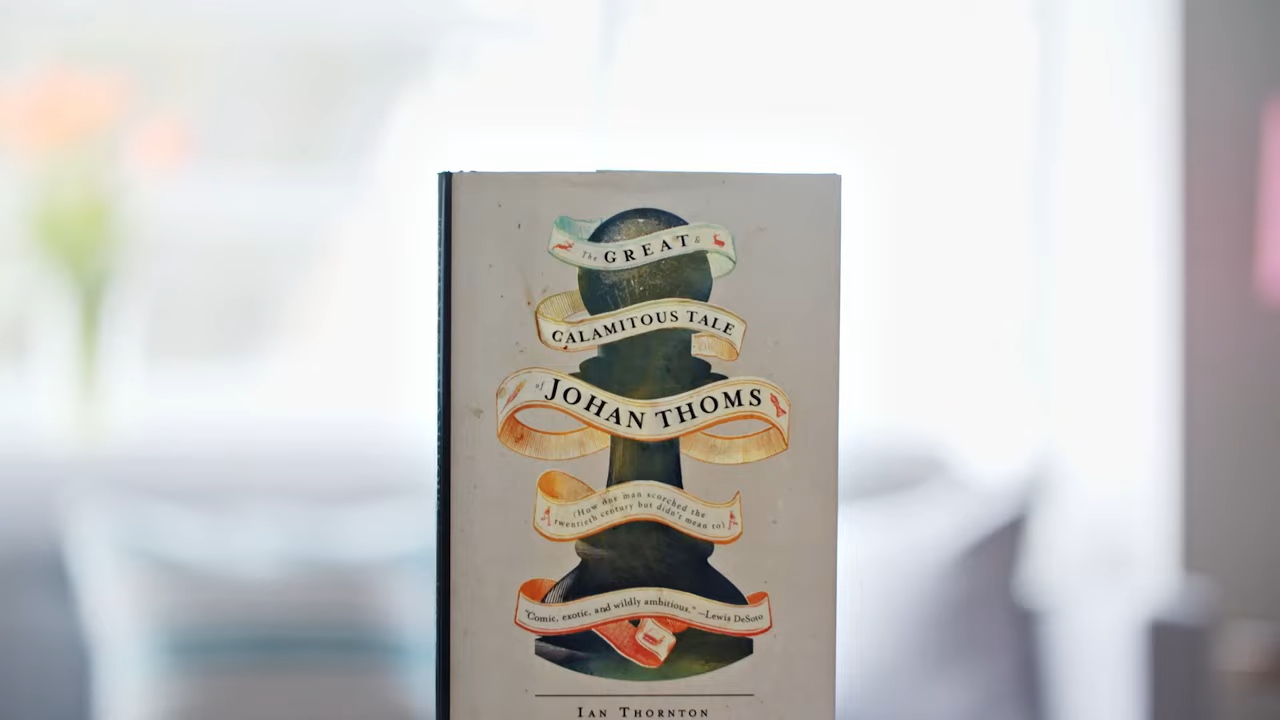 The GREAT &
CALAMITOUS TALE
of JOHAN THOMS
(How one man scorched the
twentieth century but didn't mean to)
"Comic, exotic, and wildly ambitious."—Lewis DeSoto
IAN THORNTON